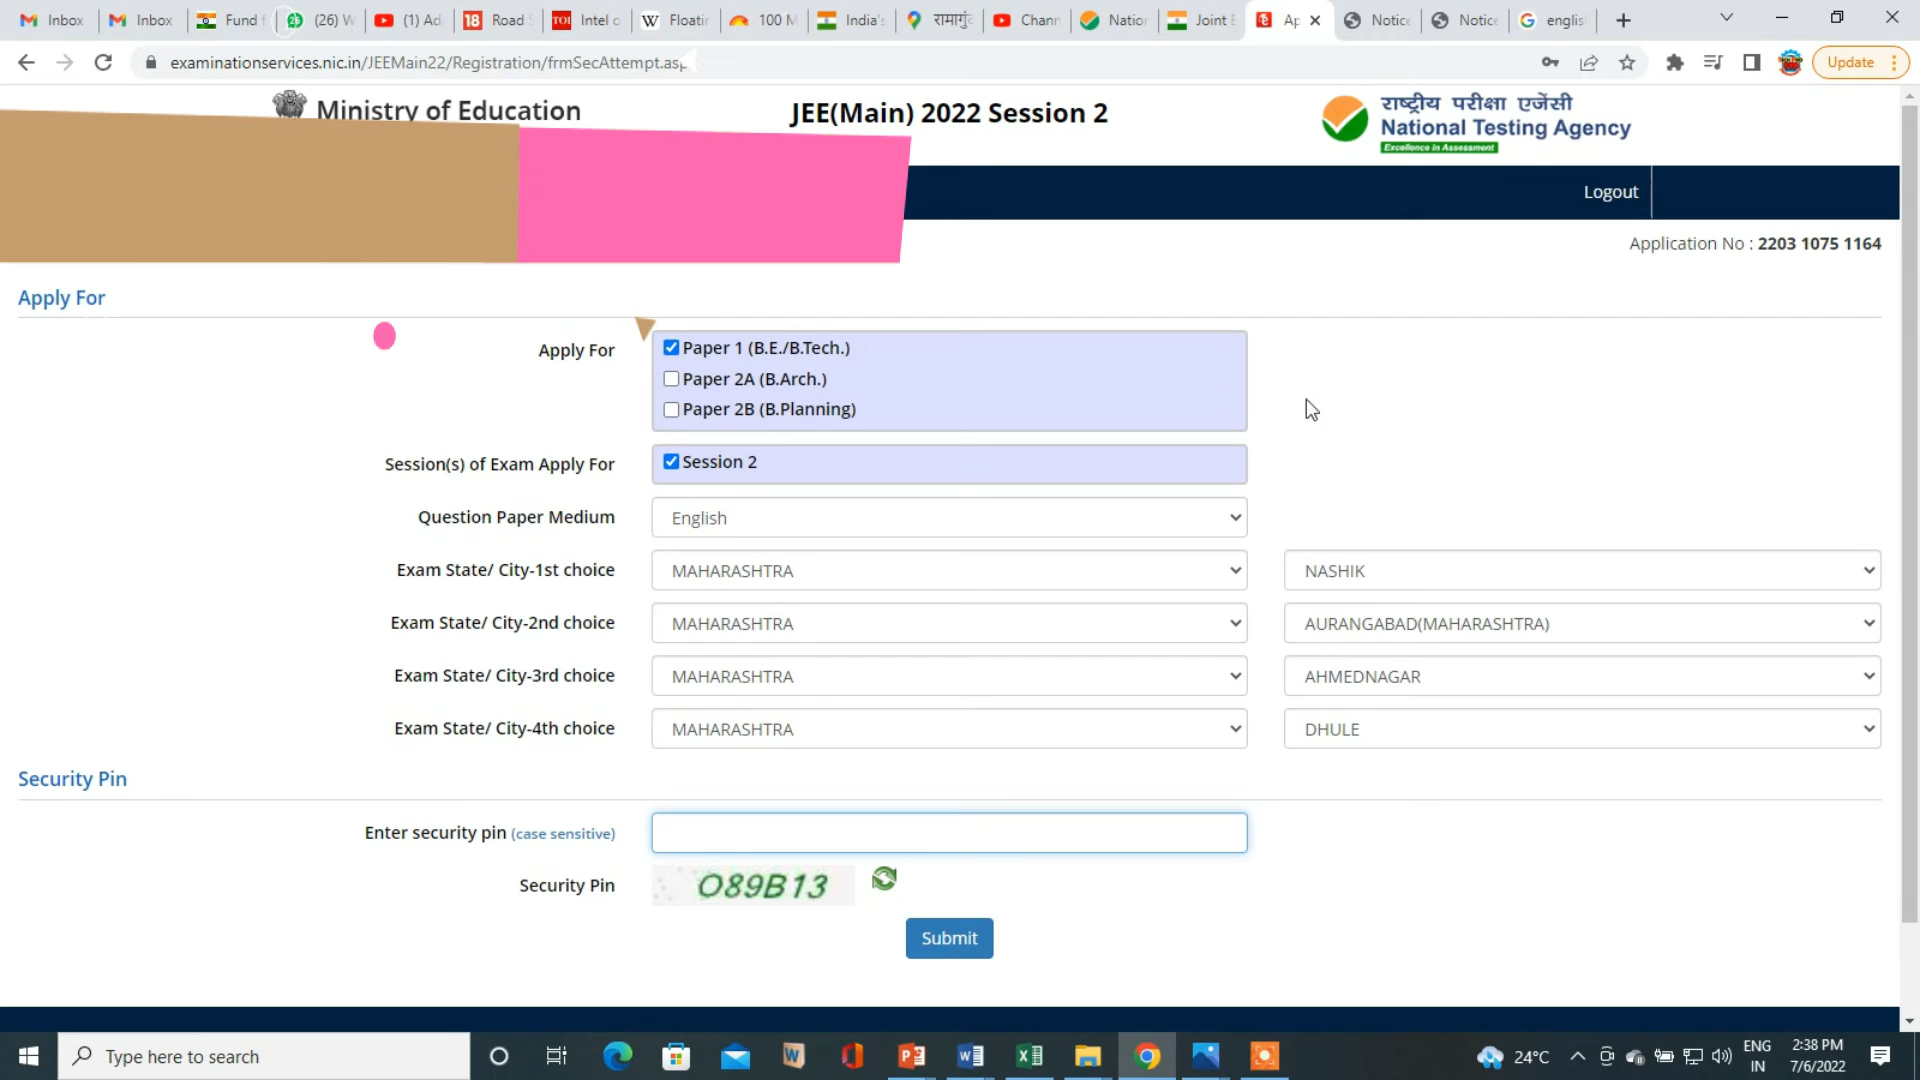 Inbox
Inbox
Fund
(26) W
(1) Ad
18 Road
TOI Intel
W Floatin
100 M
India's
रामागुं
Chann
Nation
Joint E
Ap
Notice
Notice
G englis
examinationservices.nic.in/JEEMain22/Registration/frmSecAttempt.asp
Update
Ministry of Education
JEE(Main) 2022 Session 2
राष्ट्रीय परीक्षा एजेंसी
National Testing Agency
Excellence in Assessment
Logout
Application No : 2203 1075 1164
Apply For
Apply For
Paper 1 (B.E./B.Tech.)
Paper 2A (B.Arch.)
Paper 2B (B.Planning)
Session(s) of Exam Apply For
Session 2
Question Paper Medium
English
Exam State/ City-1st choice
MAHARASHTRA
NASHIK
Exam State/ City-2nd choice
MAHARASHTRA
AURANGABAD(MAHARASHTRA)
Exam State/ City-3rd choice
MAHARASHTRA
AHMEDNAGAR
Exam State/ City-4th choice
MAHARASHTRA
DHULE
Security Pin
Enter security pin (case sensitive)
Security Pin
O89B13
Submit
Type here to search
24°C
ENG
IN
2:38 PM
7/6/2022